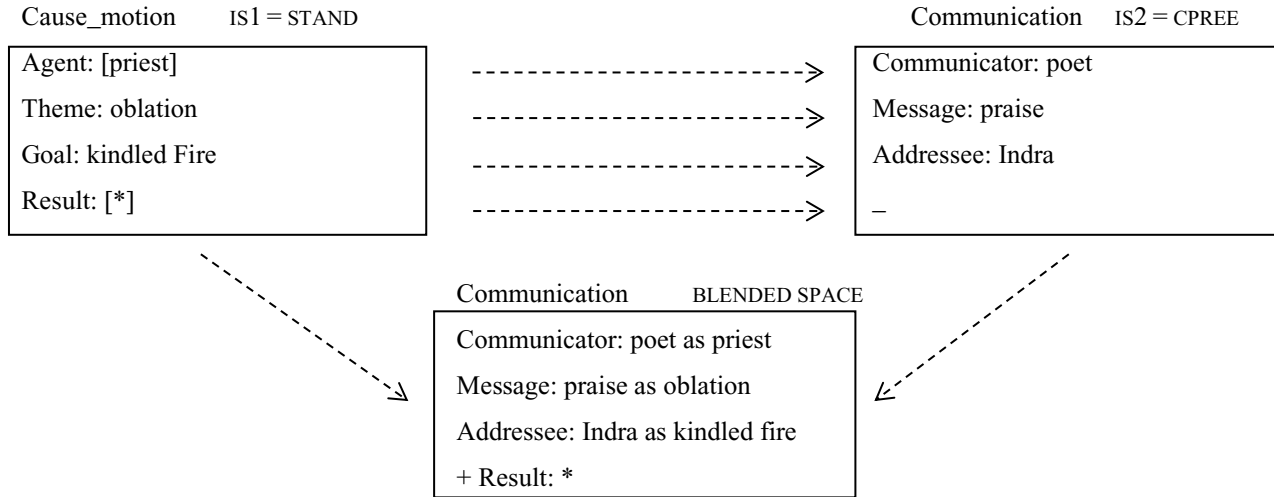 Cause_motion IS1 = STAND
Agent: [priest]
Theme: oblation
Goal: kindled Fire
Result: [*]
Communication IS2 = CPREE
Communicator: poet
Message: praise
Addressee: Indra
–
Communication BLENDED SPACE
Communicator: poet as priest
Message: praise as oblation
Addressee: Indra as kindled fire
+ Result: *